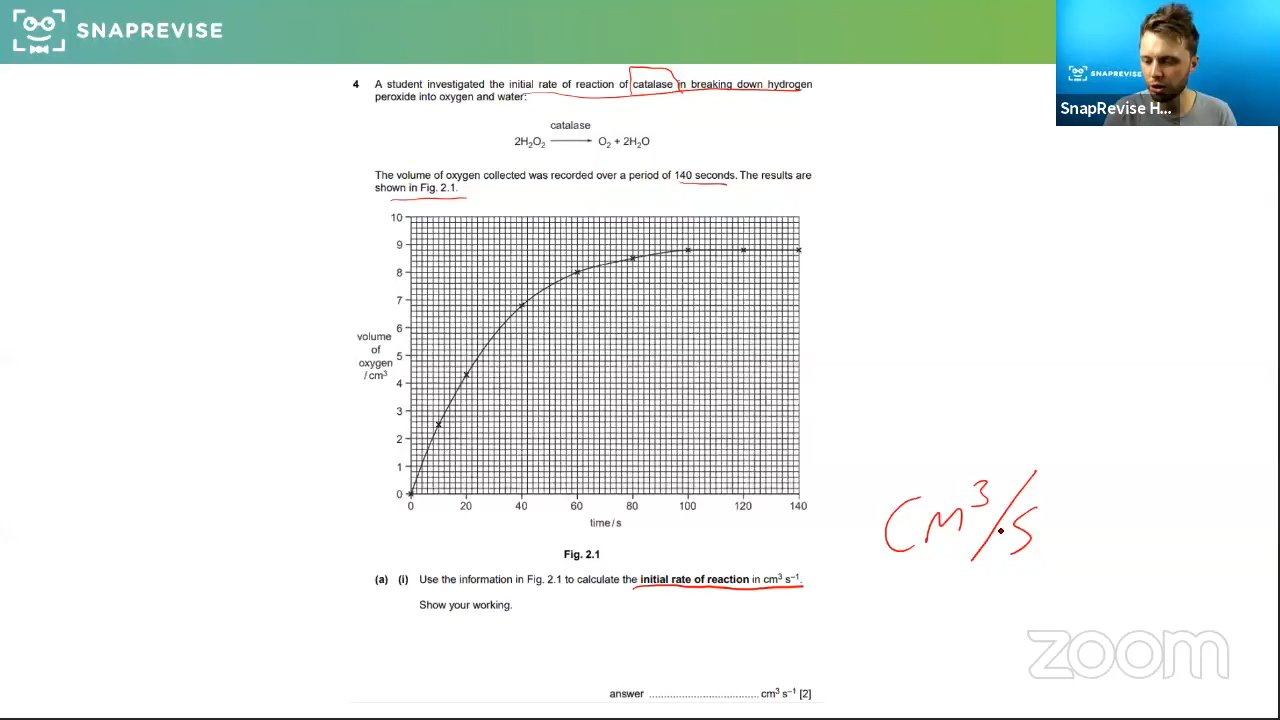 SNAPREVISE
SNAPREVISE
SnapRevise H...
4 A student investigated the initial rate of reaction of catalase in breaking down hydrogen
peroxide into oxygen and water:
catalase
2H₂O₂ ⟶ O₂ + 2H₂O
The volume of oxygen collected was recorded over a period of 140 seconds. The results are
shown in Fig. 2.1.
10
9
8
7
6
5
4
3
2
1
0
volume
of
oxygen
/cm³
0 20 40 60 80 100 120 140
time/s
Fig. 2.1
cm³/s
(a) (i) Use the information in Fig. 2.1 to calculate the initial rate of reaction in cm³ s⁻¹.
Show your working.
zoom
answer ..................................... cm³ s⁻¹ [2]